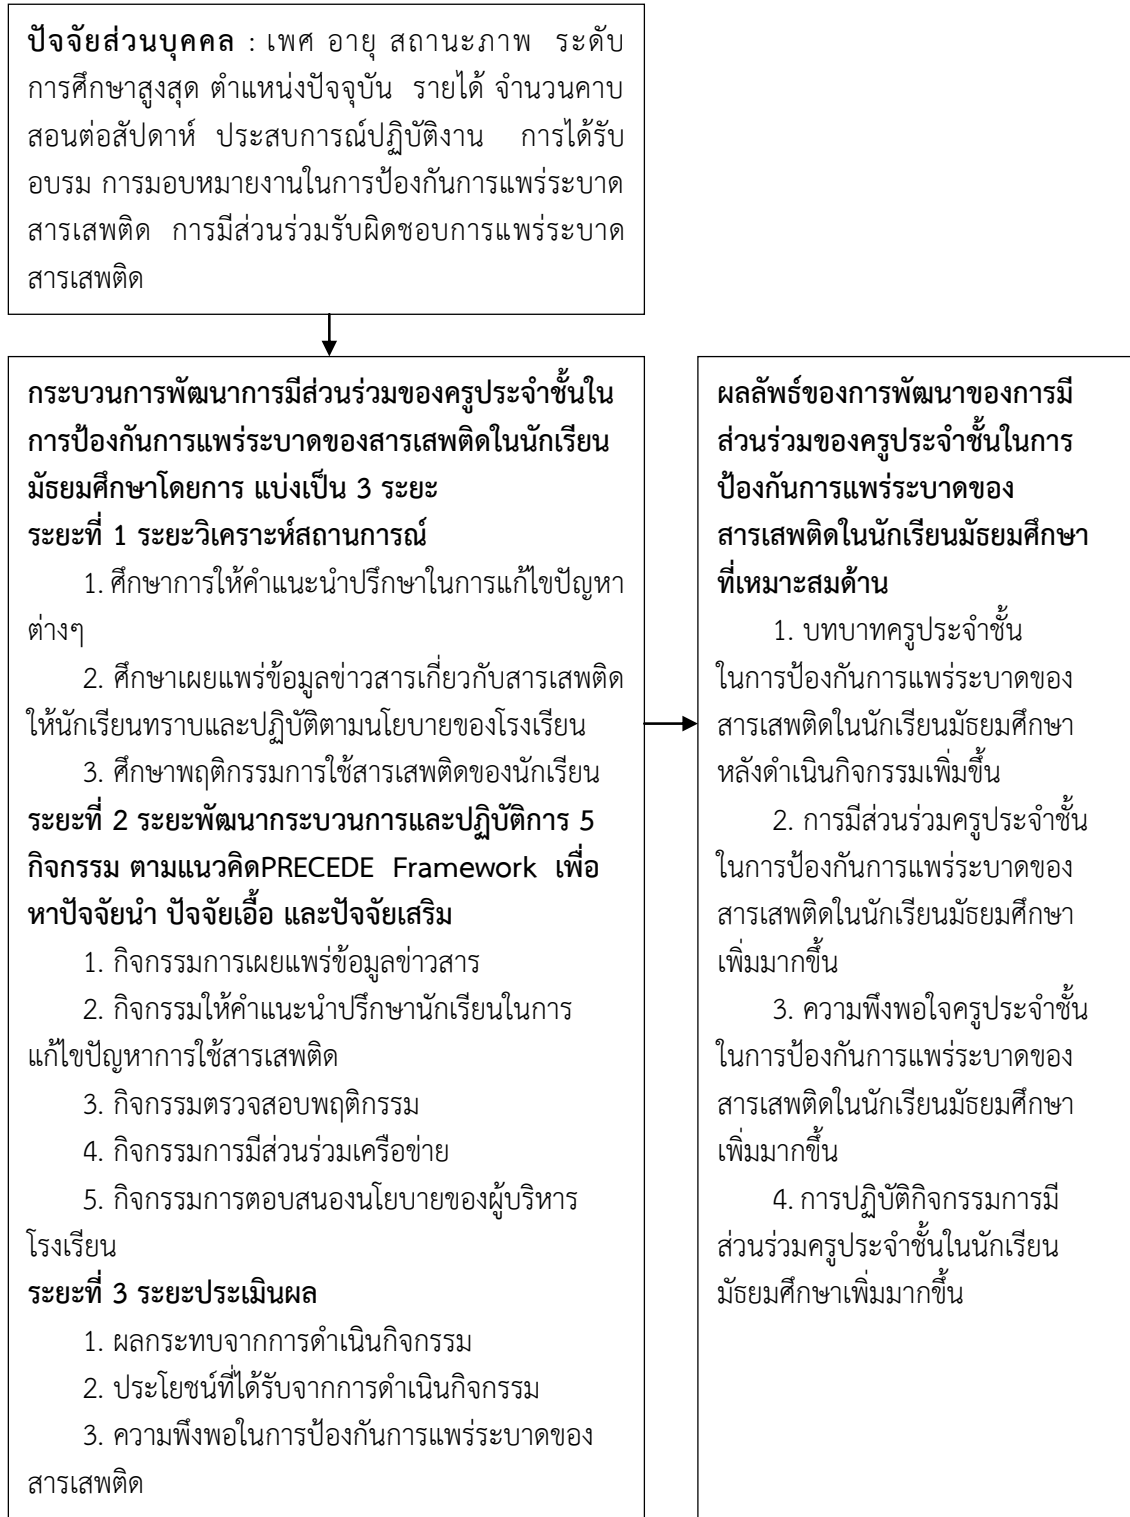 ปัจจัยส่วนบุคคล : เพศ อายุ สถานะภาพ ระดับ
การศึกษาสูงสุด ตำแหน่งปัจจุบัน รายได้ จำนวนคาบ
สอนต่อสัปดาห์ ประสบการณ์ปฏิบัติงาน การได้รับ
อบรม การมอบหมายงานในการป้องกันการแพร่ระบาด
สารเสพติด การมีส่วนร่วมรับผิดชอบการแพร่ระบาด
สารเสพติด
กระบวนการพัฒนาการมีส่วนร่วมของครูประจำชั้นใน
การป้องกันการแพร่ระบาดของสารเสพติดในนักเรียน
มัธยมศึกษาโดยการ แบ่งเป็น 3 ระยะ
ระยะที่ 1 ระยะวิเคราะห์สถานการณ์
1. ศึกษาการให้คำแนะนำปรึกษาในการแก้ไขปัญหา
ต่างๆ
2. ศึกษาเผยแพร่ข้อมูลข่าวสารเกี่ยวกับสารเสพติด
ให้นักเรียนทราบและปฏิบัติตามนโยบายของโรงเรียน
3. ศึกษาพฤติกรรมการใช้สารเสพติดของนักเรียน
ระยะที่ 2 ระยะพัฒนากระบวนการและปฏิบัติการ 5
กิจกรรม ตามแนวคิดPRECEDE Framework เพื่อ
หาปัจจัยนำ ปัจจัยเอื้อ และปัจจัยเสริม
1. กิจกรรมการเผยแพร่ข้อมูลข่าวสาร
2. กิจกรรมให้คำแนะนำปรึกษานักเรียนในการ
แก้ไขปัญหาการใช้สารเสพติด
3. กิจกรรมตรวจสอบพฤติกรรม
4. กิจกรรมการมีส่วนร่วมเครือข่าย
5. กิจกรรมการตอบสนองนโยบายของผู้บริหาร
โรงเรียน
ระยะที่ 3 ระยะประเมินผล
1. ผลกระทบจากการดำเนินกิจกรรม
2. ประโยชน์ที่ได้รับจากการดำเนินกิจกรรม
3. ความพึงพอในการป้องกันการแพร่ระบาดของ
สารเสพติด
ผลลัพธ์ของการพัฒนาของการมี
ส่วนร่วมของครูประจำชั้นในการ
ป้องกันการแพร่ระบาดของ
สารเสพติดในนักเรียนมัธยมศึกษา
ที่เหมาะสมด้าน
1. บทบาทครูประจำชั้น
ในการป้องกันการแพร่ระบาดของ
สารเสพติดในนักเรียนมัธยมศึกษา
หลังดำเนินกิจกรรมเพิ่มขึ้น
2. การมีส่วนร่วมครูประจำชั้น
ในการป้องกันการแพร่ระบาดของ
สารเสพติดในนักเรียนมัธยมศึกษา
เพิ่มมากขึ้น
3. ความพึงพอใจครูประจำชั้น
ในการป้องกันการแพร่ระบาดของ
สารเสพติดในนักเรียนมัธยมศึกษา
เพิ่มมากขึ้น
4. การปฏิบัติกิจกรรมการมี
ส่วนร่วมครูประจำชั้นในนักเรียน
มัธยมศึกษาเพิ่มมากขึ้น